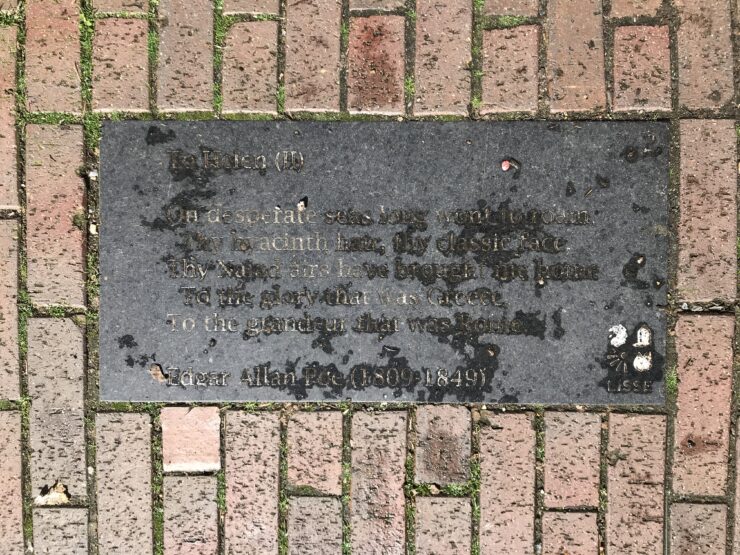 To Helen (II)
On desperate seas long wont to roam,
Thy hyacinth hair, thy classic face,
Thy Naiad airs have brought me home
To the glory that was Greece,
To the grandeur that was Rome.
Edgar Allan Poe (1809-1849)
LISSE